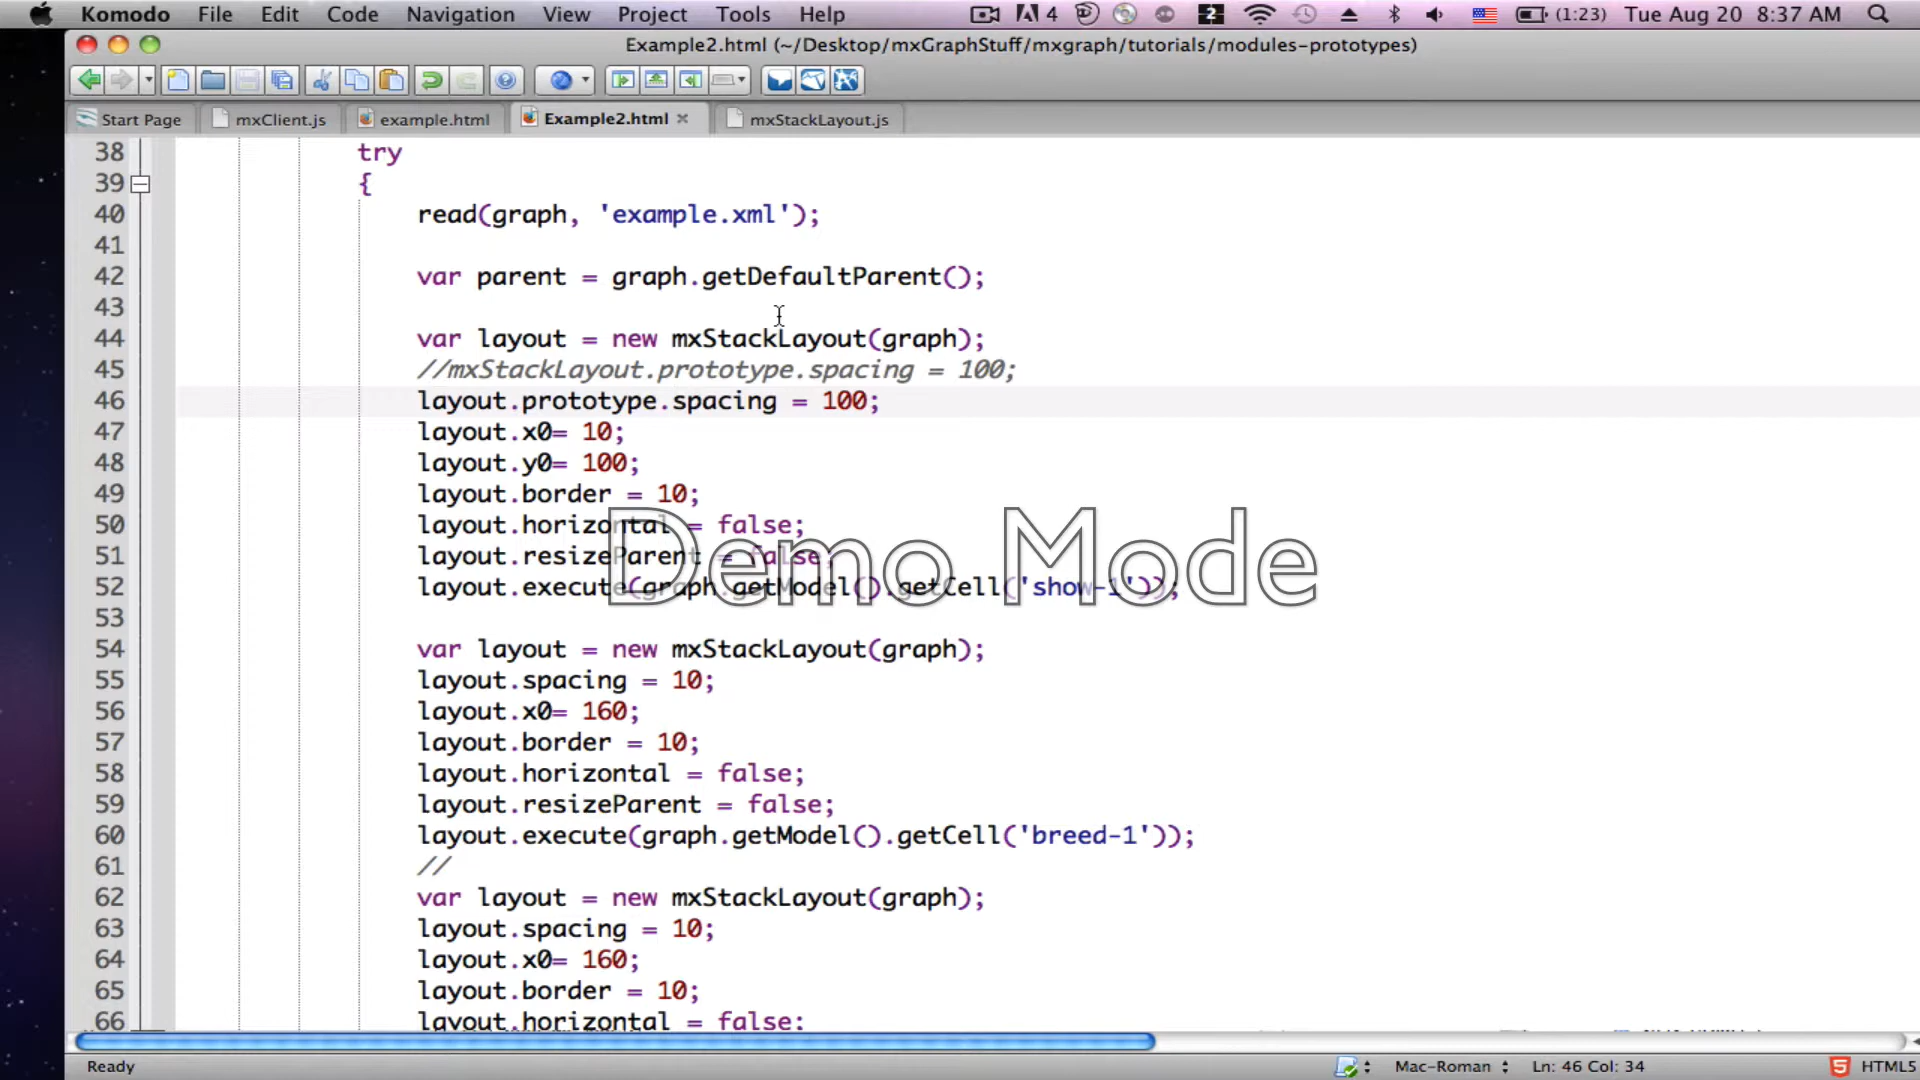 Komodo File Edit Code Navigation View Project Tools Help 4 2 (1:23) Tue Aug 20 8:37 AM
Example2.html (~/Desktop/mxGraphStuff/mxgraph/tutorials/modules-prototypes)
Start Page mxClient.js example.html Example2.html mxStackLayout.js
38 try
39 {
40 read(graph, 'example.xml');
41
42 var parent = graph.getDefaultParent();
43
44 var layout = new mxStackLayout(graph);
45 //mxStackLayout.prototype.spacing = 100;
46 layout.prototype.spacing = 100;
47 layout.x0= 10;
48 layout.y0= 100;
49 layout.border = 10;
50 layout.horizontal = false;
51 layout.resizeParent = false;
Demo Mode
52 layout.execute(graph.getModel().getCell('show-1'));
53
54 var layout = new mxStackLayout(graph);
55 layout.spacing = 10;
56 layout.x0= 160;
57 layout.border = 10;
58 layout.horizontal = false;
59 layout.resizeParent = false;
60 layout.execute(graph.getModel().getCell('breed-1'));
61 //
62 var layout = new mxStackLayout(graph);
63 layout.spacing = 10;
64 layout.x0= 160;
65 layout.border = 10;
66 layout.horizontal = false;
Ready Mac-Roman Ln: 46 Col: 34 HTML5